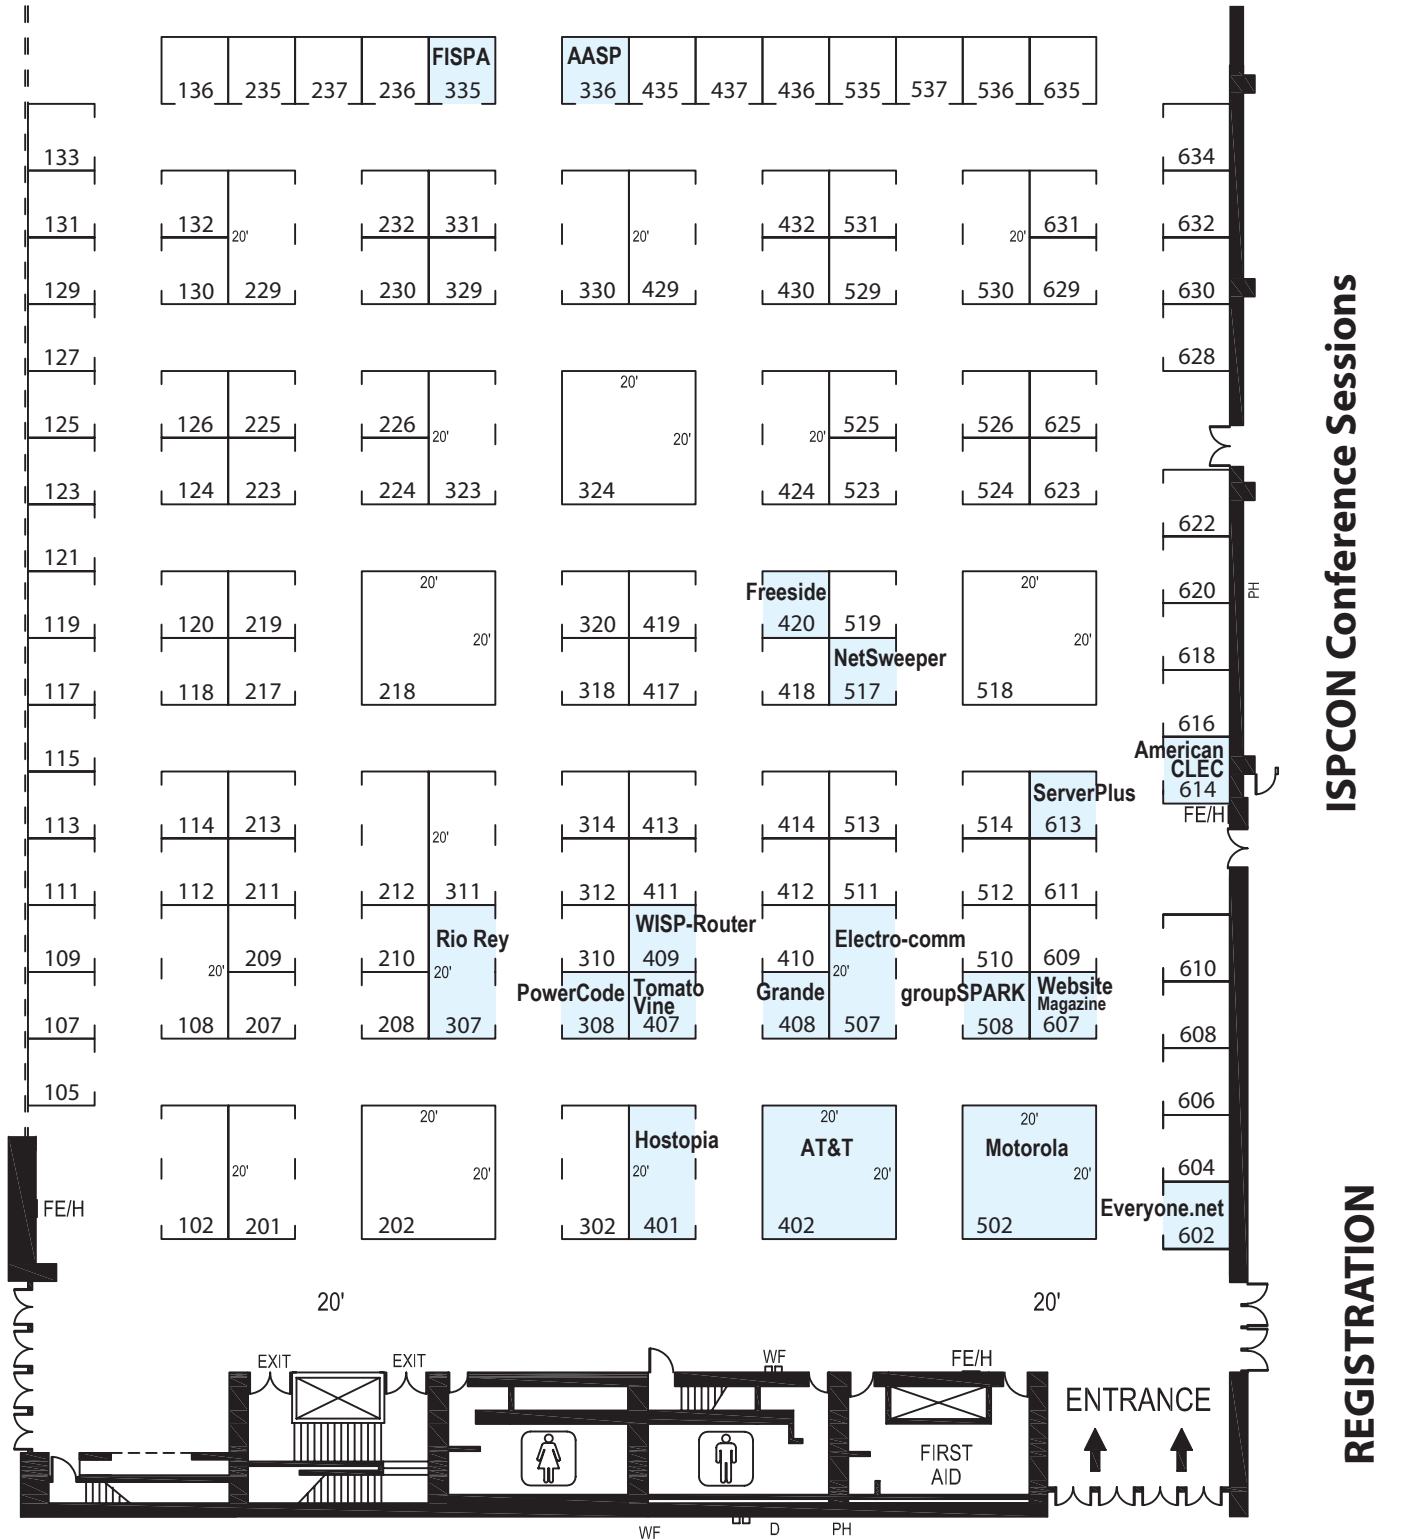 FISPA AASP
136 235 237 236 335 336 435 437 436 535 537 536 635
133 634
132 20' 232 331 20' 432 531 20' 631
131 632
129 130 229 230 329 330 429 430 529 530 629 630
127 628
20'
126 225 226 20' 20' 20' 525 526 625
125
123 124 223 224 323 324 424 523 524 623
622
121
20' 20'
Freeside
119 120 219 20' 320 419 420 519 20' 620 PH
NetSweeper
618
117 118 217 218 318 417 418 517 518
616
American
CLEC
115
614
ServerPlus
FE/H
113 114 213 20' 314 413 414 513 514 613
111 112 211 212 311 312 411 412 511 512 611
WISP-Router
Rio Rey Electro-comm
109 20' 209 210 20' 310 409 410 20' 510 609 610
PowerCode Tomato
Vine
Grande groupSPARK Website
Magazine
107 108 207 208 307 308 407 408 507 508 607
608
105 606
20' 20' 20'
Hostopia AT&T Motorola
20' 20' 20' 20' 20' 604
FE/H Everyone.net
102 201 202 302 401 402 502 602
20' 20'
EXIT EXIT WF FE/H
ENTRANCE
FIRST
AID
WF D PH
ISPCON Conference Sessions
REGISTRATION